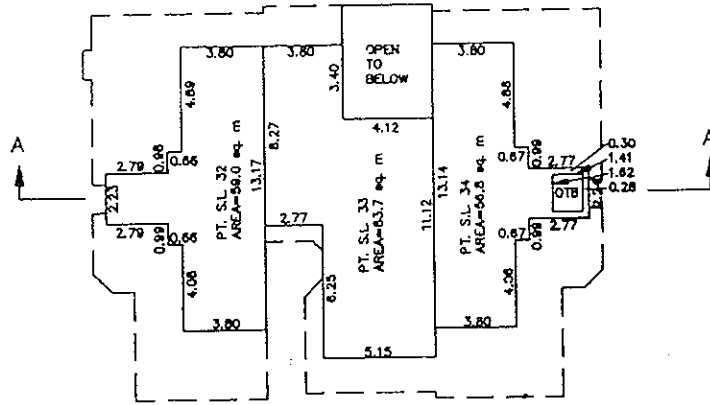 3.80
3.80
3.80
OPEN
TO
BELOW
3.40
4.12
4.89
8.27
4.88
A
A
2.79
0.98
0.66
0.67
0.99
2.77
0.30
1.41
1.62
0.28
OTB
2.23
PT. S.L 32
AREA=59.0 sq. m
13.17
PT. S.L 33
AREA=63.7 sq. m
11.12
13.14
PT. S.L 34
AREA=56.8 sq. m
2.79
0.99
0.66
2.77
0.67
0.99
2.77
4.08
6.25
4.06
3.80
5.15
3.80